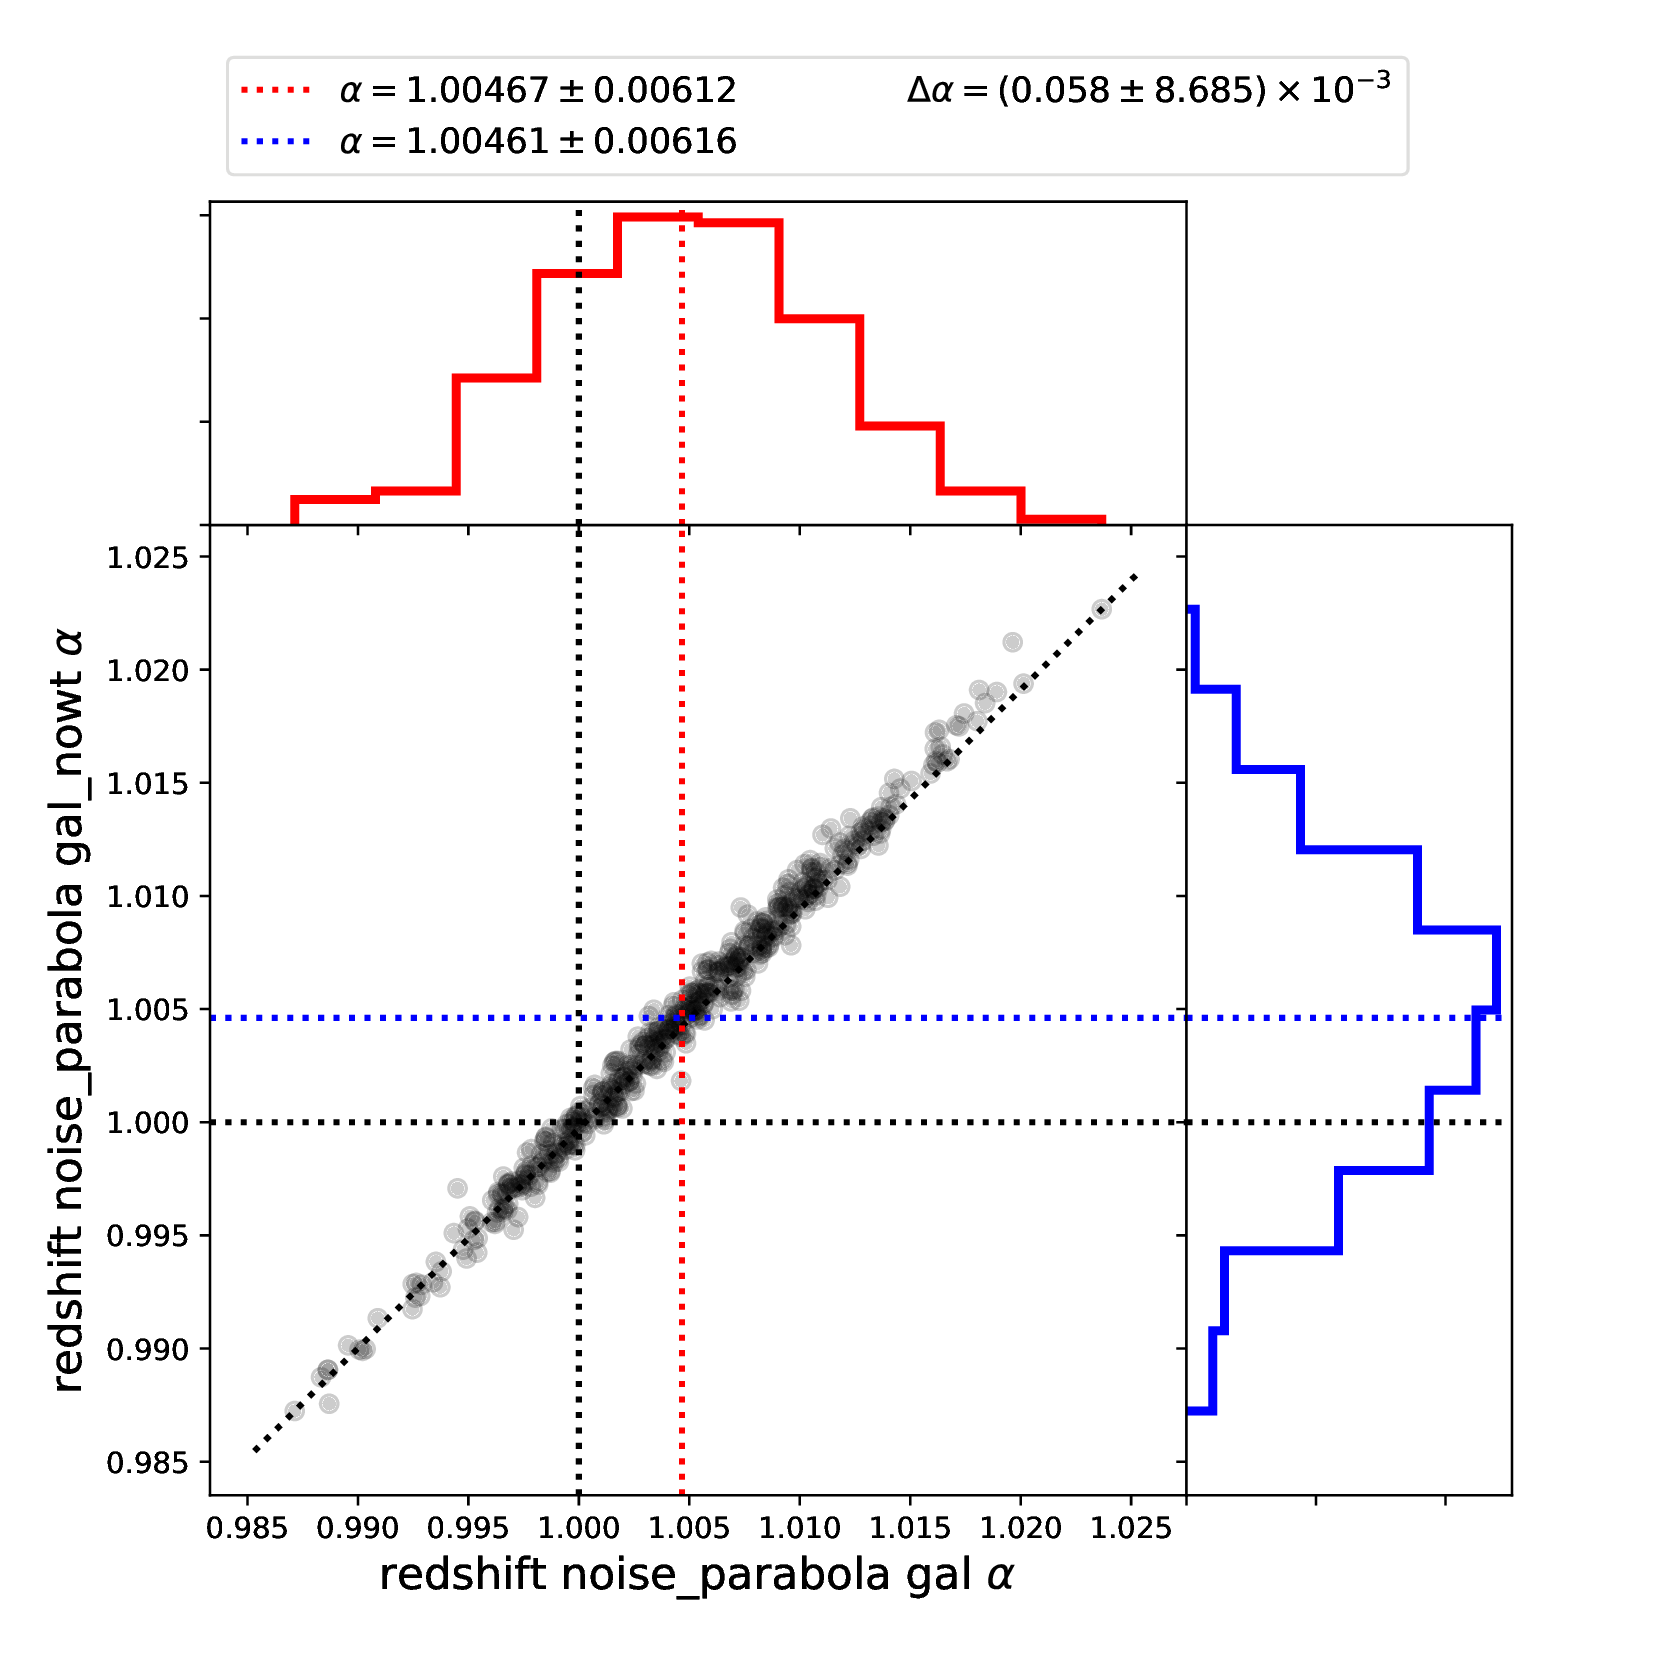 α = 1.00467 ± 0.00612
Δα = (0.058 ± 8.685) × 10⁻³
α = 1.00461 ± 0.00616
1.025
1.020
1.015
1.010
1.005
1.000
0.995
0.990
0.985
redshift noise_parabola gal_nowt α
0.985 0.990 0.995 1.000 1.005 1.010 1.015 1.020 1.025
redshift noise_parabola gal α